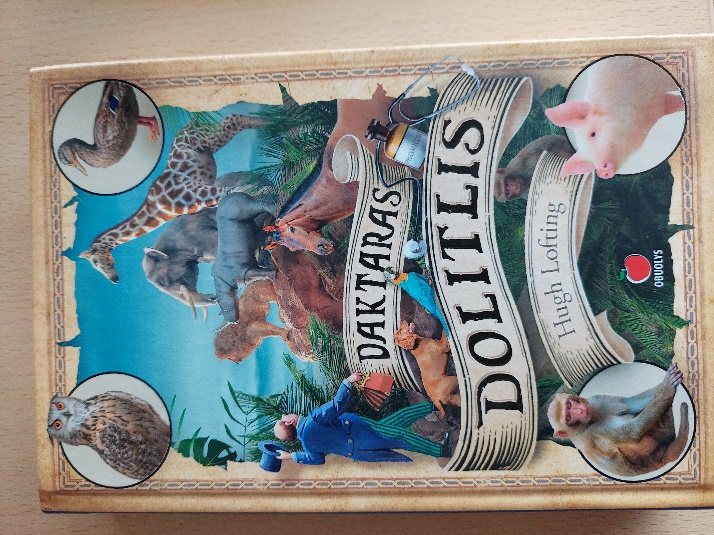 DAKTARAS
DOLITLIS
Hugh Lofting
OBUOLYS